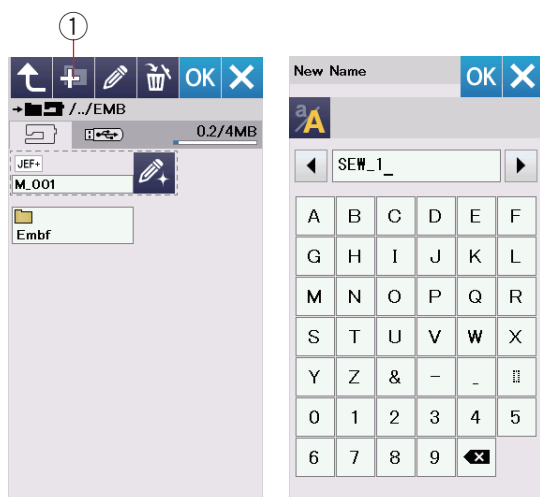 ①
OK
/../EMB
0.2/4MB
JEF+
M_001
Embf
New Name
OK
a/A
SEW_1_
A B C D E F
G H I J K L
M N O P Q R
S T U V W X
Y Z & – _
0 1 2 3 4 5
6 7 8 9